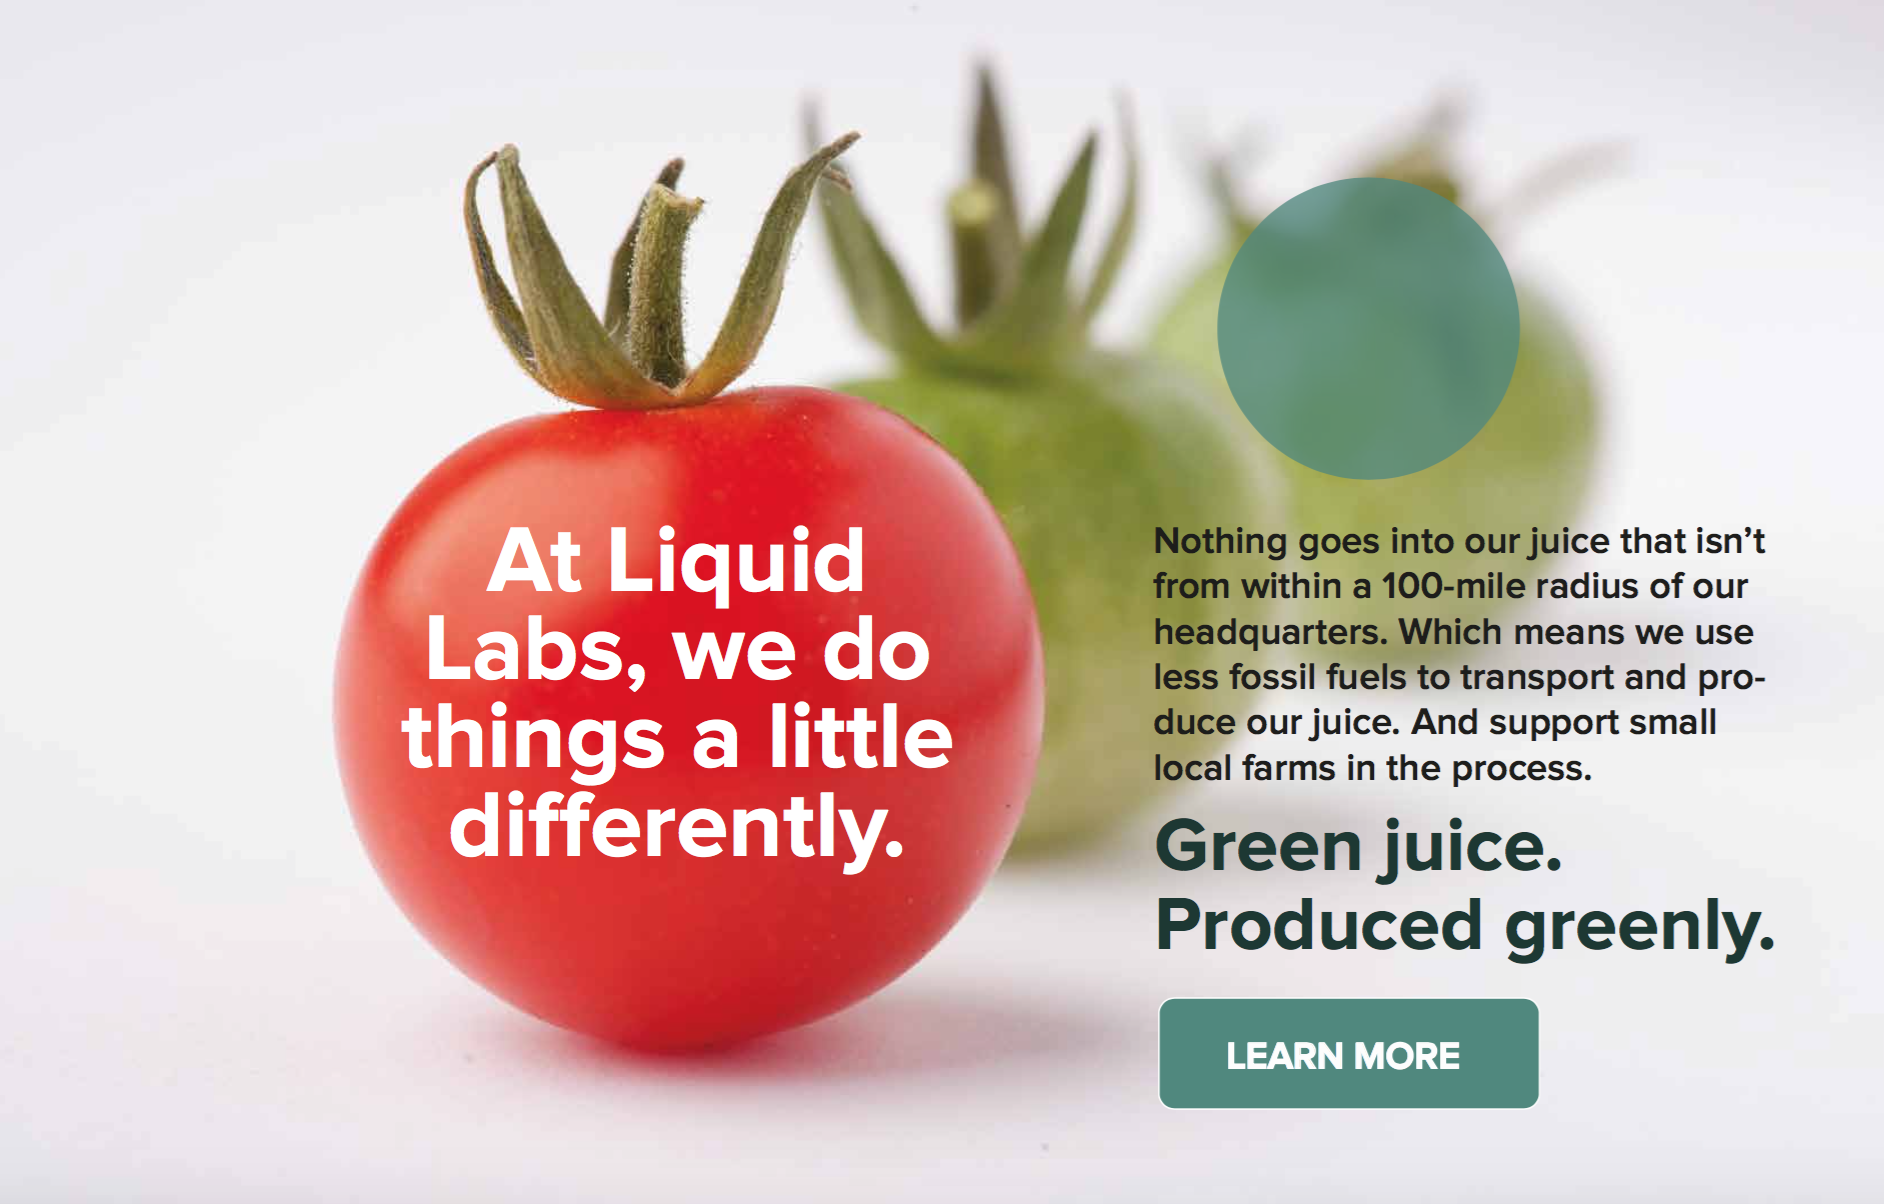 At Liquid
Labs, we do
things a little
differently.
Nothing goes into our juice that isn’t
from within a 100-mile radius of our
headquarters. Which means we use
less fossil fuels to transport and pro-
duce our juice. And support small
local farms in the process.
Green juice.
Produced greenly.
LEARN MORE